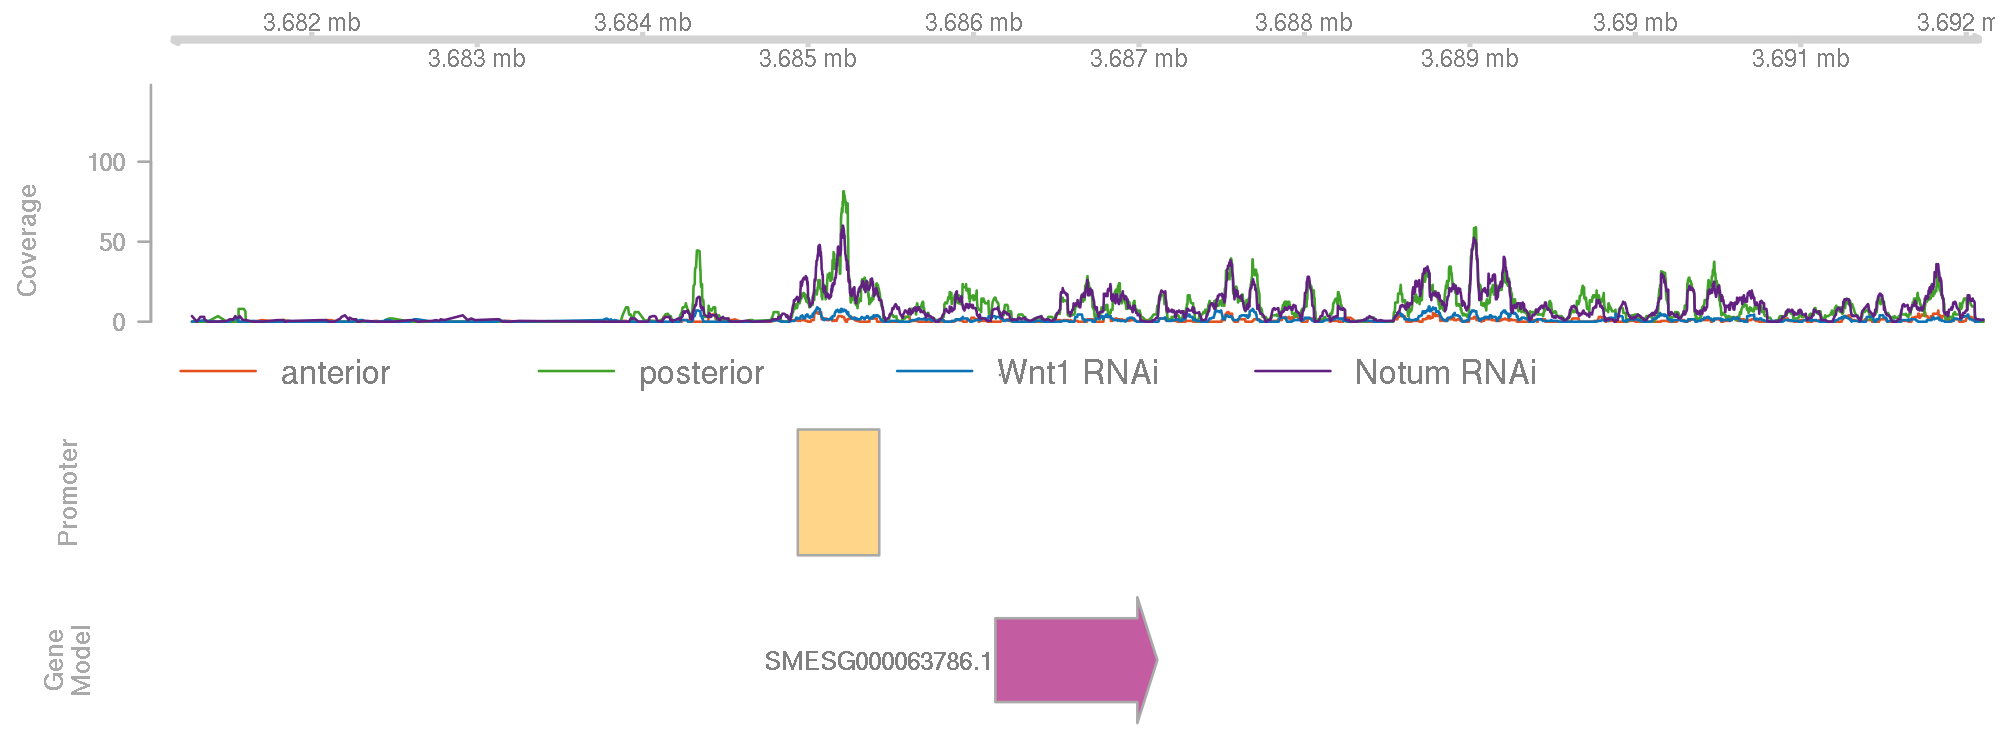 3.682 mb 3.684 mb 3.686 mb 3.688 mb 3.69 mb 3.692 m
3.683 mb 3.685 mb 3.687 mb 3.689 mb 3.691 mb
Coverage
100
50
0
anterior posterior Wnt1 RNAi Notum RNAi
Promoter
0
Gene
Model
SMESG000063786.1